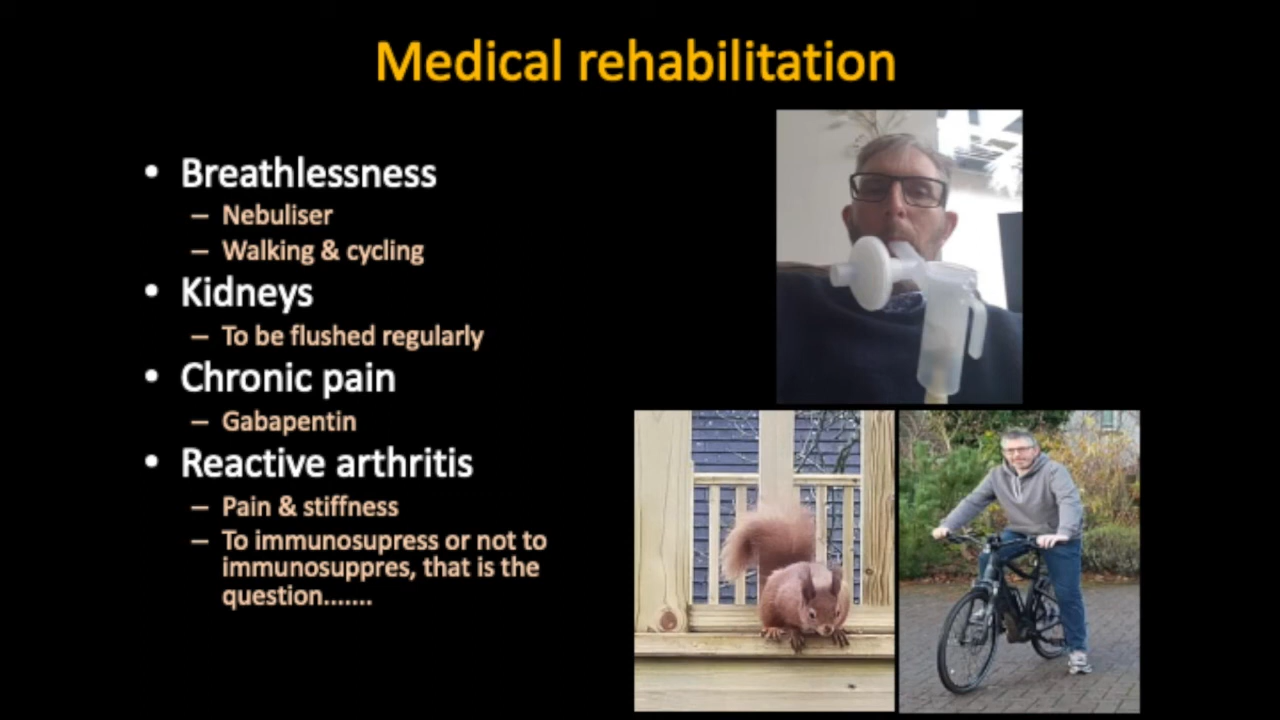 Medical rehabilitation
• Breathlessness
– Nebuliser
– Walking & cycling
• Kidneys
– To be flushed regularly
• Chronic pain
– Gabapentin
• Reactive arthritis
– Pain & stiffness
– To immunosupress or not to
immunosuppres, that is the
question.......